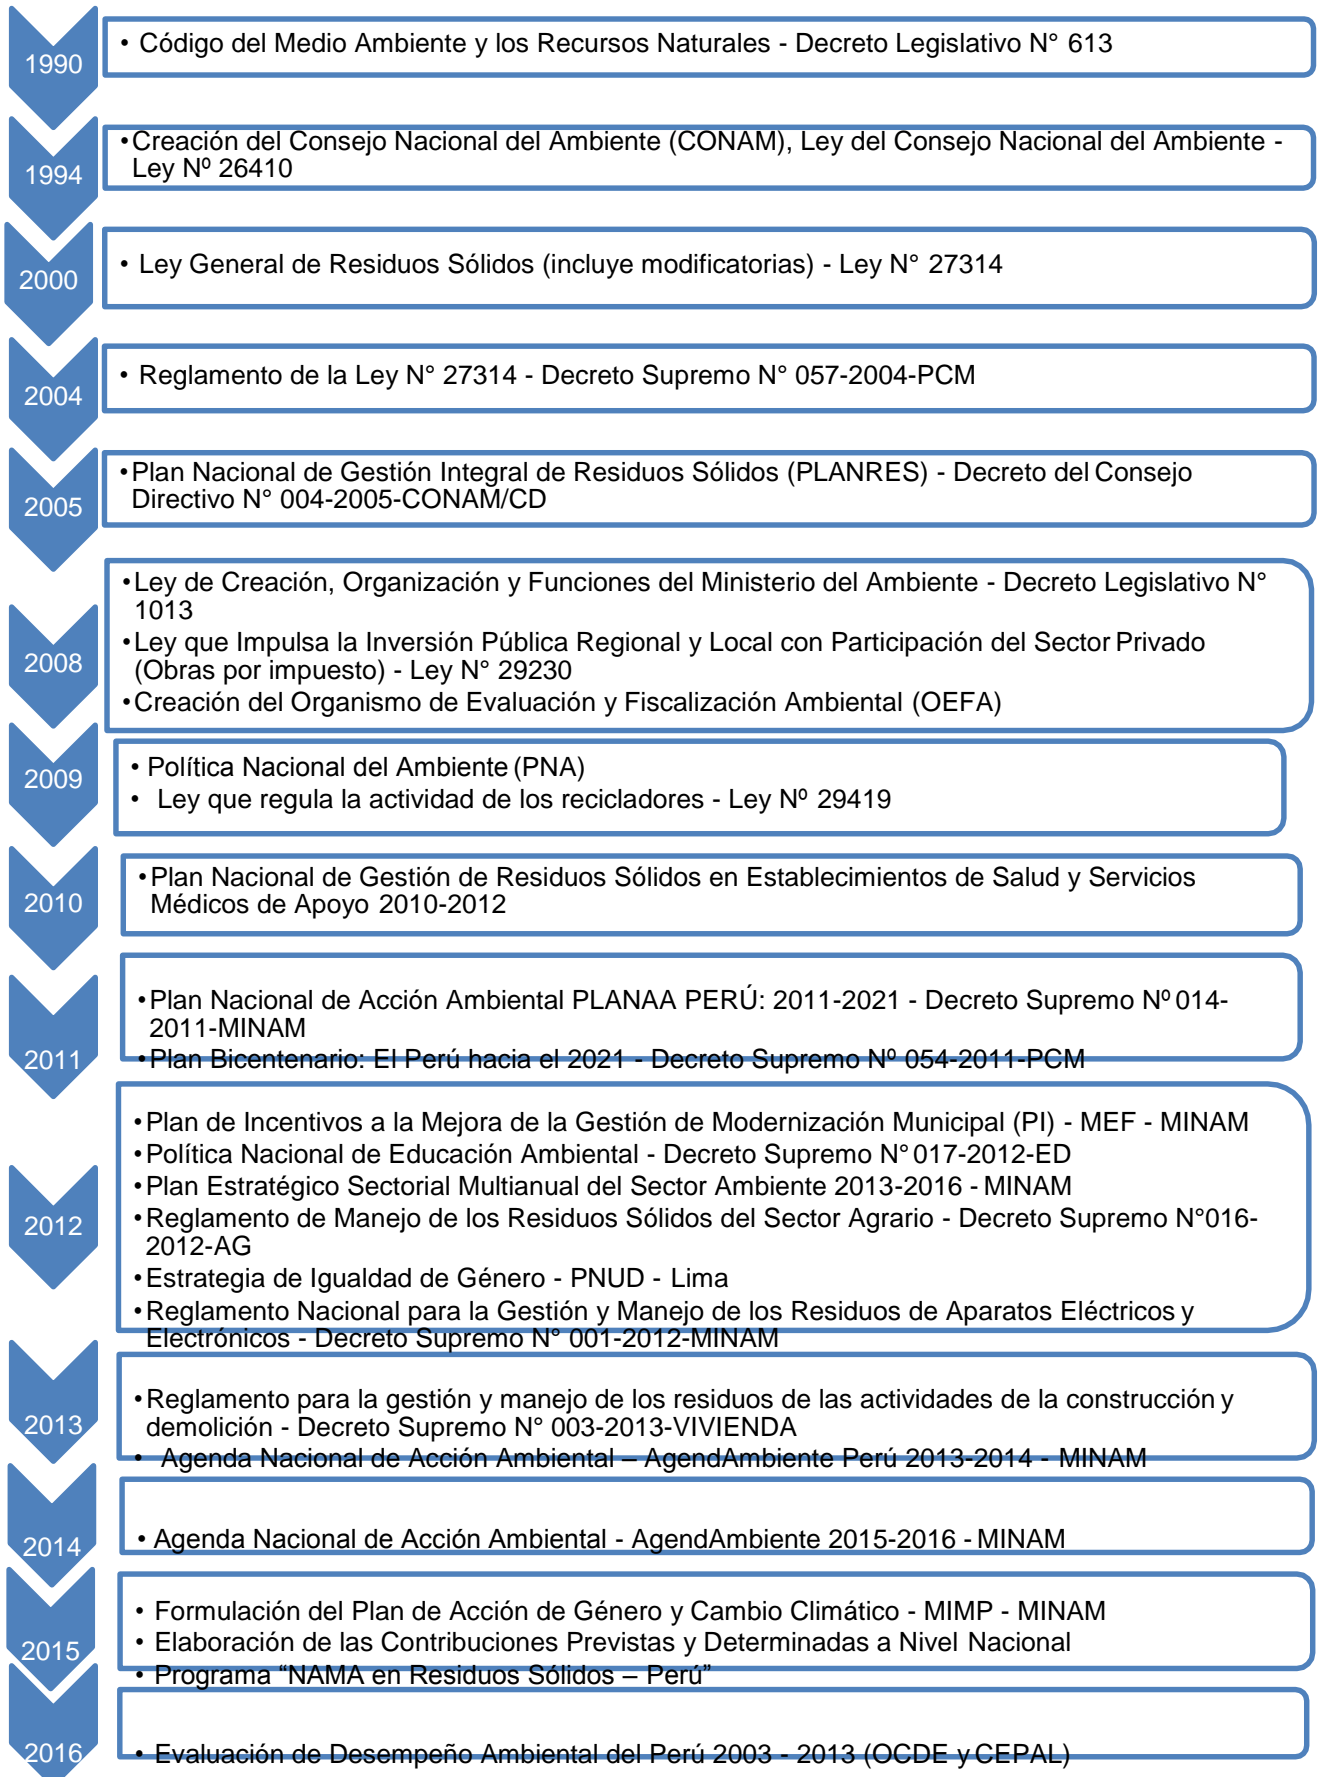 1990
• Código del Medio Ambiente y los Recursos Naturales - Decreto Legislativo N° 613
1994
•Creación del Consejo Nacional del Ambiente (CONAM), Ley del Consejo Nacional del Ambiente -
Ley Nº 26410
2000
• Ley General de Residuos Sólidos (incluye modificatorias) - Ley N° 27314
2004
• Reglamento de la Ley N° 27314 - Decreto Supremo N° 057-2004-PCM
2005
•Plan Nacional de Gestión Integral de Residuos Sólidos (PLANRES) - Decreto del Consejo
Directivo N° 004-2005-CONAM/CD
2008
•Ley de Creación, Organización y Funciones del Ministerio del Ambiente - Decreto Legislativo N°
1013
•Ley que Impulsa la Inversión Pública Regional y Local con Participación del Sector Privado
(Obras por impuesto) - Ley N° 29230
•Creación del Organismo de Evaluación y Fiscalización Ambiental (OEFA)
2009
• Política Nacional del Ambiente (PNA)
• Ley que regula la actividad de los recicladores - Ley Nº 29419
2010
•Plan Nacional de Gestión de Residuos Sólidos en Establecimientos de Salud y Servicios
Médicos de Apoyo 2010-2012
2011
•Plan Nacional de Acción Ambiental PLANAA PERÚ: 2011-2021 - Decreto Supremo Nº 014-
2011-MINAM
•Plan Bicentenario: El Perú hacia el 2021 - Decreto Supremo Nº 054-2011-PCM
2012
•Plan de Incentivos a la Mejora de la Gestión de Modernización Municipal (PI) - MEF - MINAM
•Política Nacional de Educación Ambiental - Decreto Supremo N° 017-2012-ED
•Plan Estratégico Sectorial Multianual del Sector Ambiente 2013-2016 - MINAM
•Reglamento de Manejo de los Residuos Sólidos del Sector Agrario - Decreto Supremo N°016-
2012-AG
•Estrategia de Igualdad de Género - PNUD - Lima
•Reglamento Nacional para la Gestión y Manejo de los Residuos de Aparatos Eléctricos y
Electrónicos - Decreto Supremo N° 001-2012-MINAM
2013
•Reglamento para la gestión y manejo de los residuos de las actividades de la construcción y
demolición - Decreto Supremo N° 003-2013-VIVIENDA
• Agenda Nacional de Acción Ambiental – AgendAmbiente Perú 2013-2014 - MINAM
2014
• Agenda Nacional de Acción Ambiental - AgendAmbiente 2015-2016 - MINAM
2015
• Formulación del Plan de Acción de Género y Cambio Climático - MIMP - MINAM
• Elaboración de las Contribuciones Previstas y Determinadas a Nivel Nacional
• Programa “NAMA en Residuos Sólidos – Perú”
2016
• Evaluación de Desempeño Ambiental del Perú 2003 - 2013 (OCDE y CEPAL)